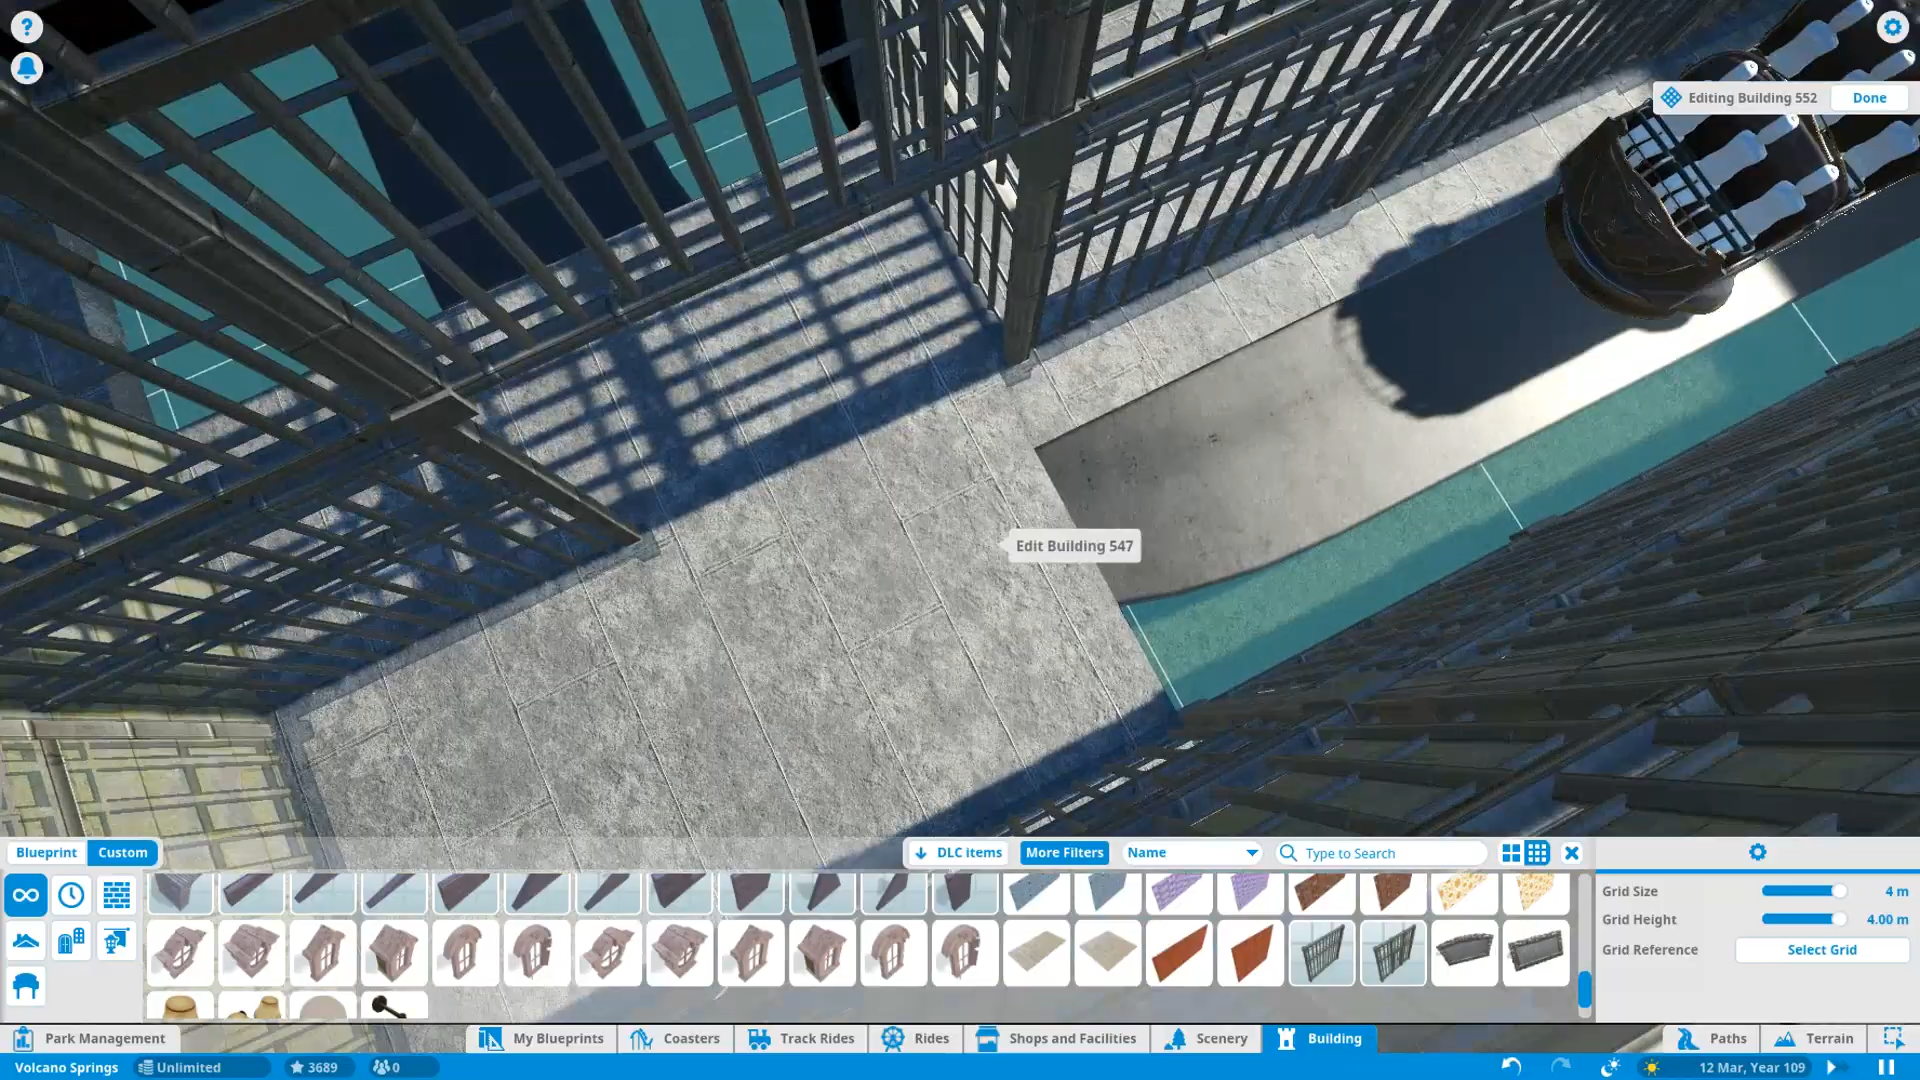 ?
Editing Building 552
Done
Edit Building 547
Blueprint
Custom
DLC items
More Filters
Name
Type to Search
Grid Size
4 m
Grid Height
4.00 m
Grid Reference
Select Grid
Park Management
My Blueprints
Coasters
Track Rides
Rides
Shops and Facilities
Scenery
Building
Paths
Terrain
Volcano Springs
Unlimited
3689
0
12 Mar, Year 109